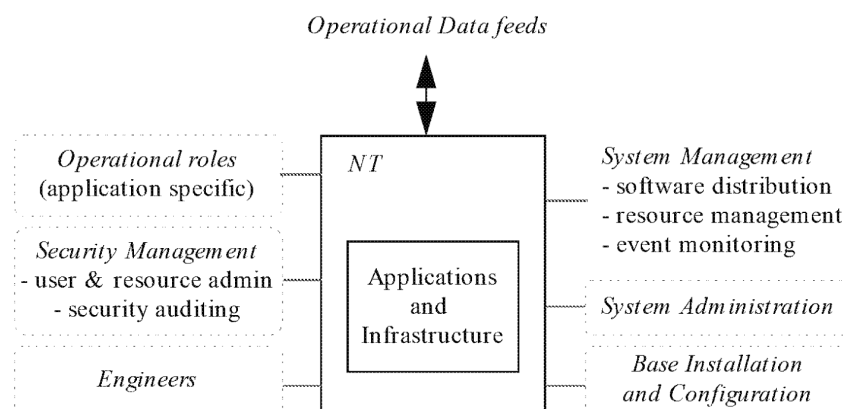 Operational Data feeds
Operational roles
(application specific)
Security Management
- user & resource admin
- security auditing
Engineers
NT
Applications
and
Infrastructure
System Management
- software distribution
- resource management
- event monitoring
System Administration
Base Installation
and Configuration